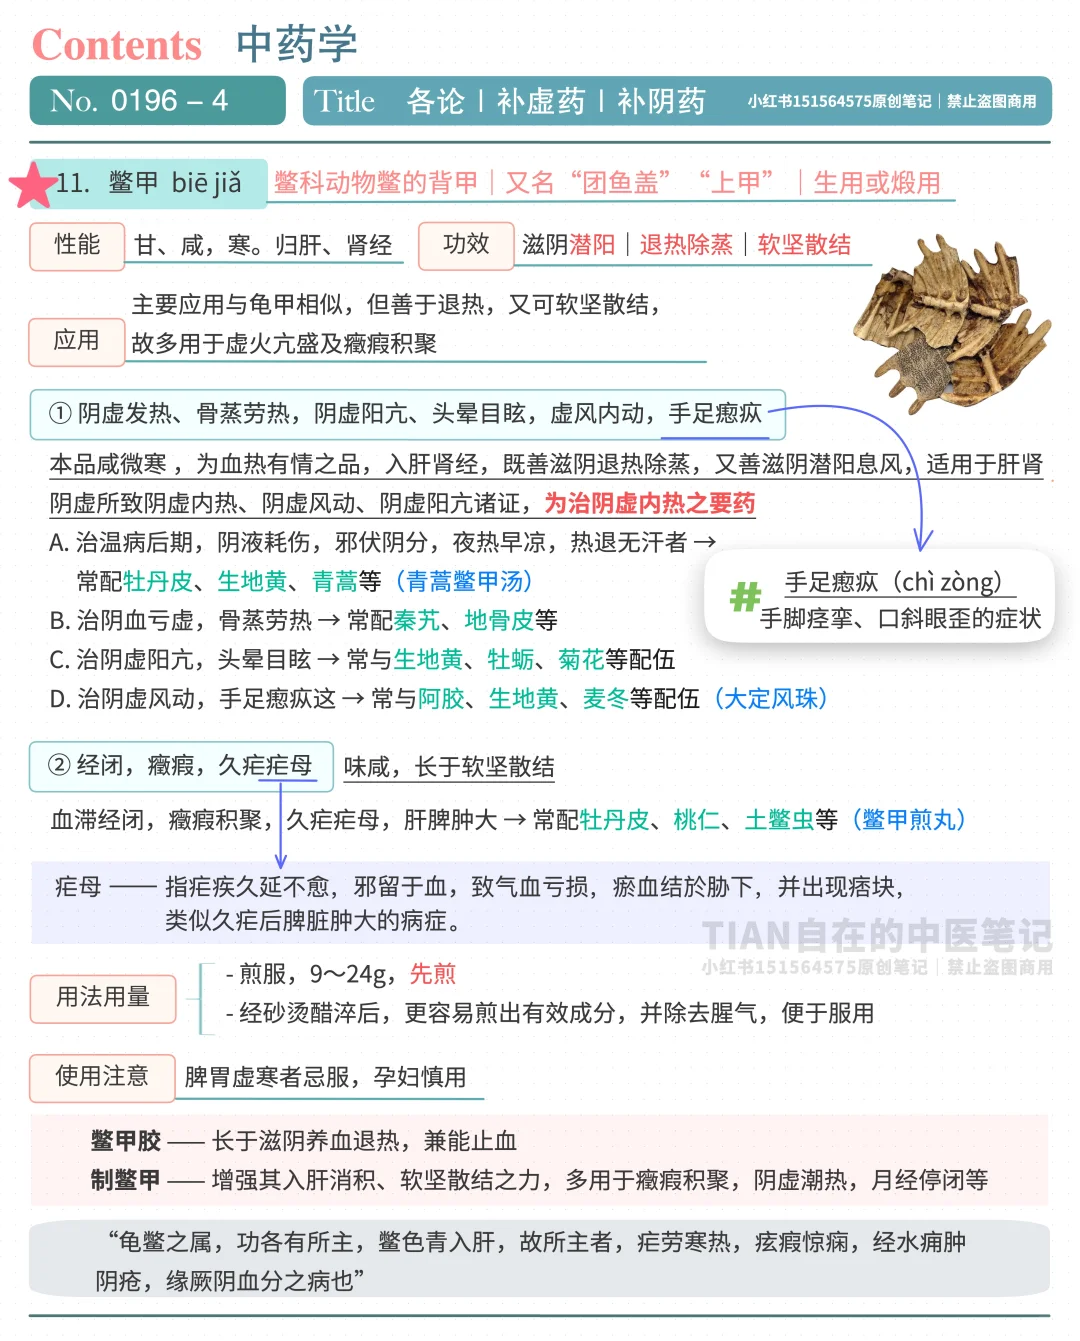 Contents 中药学
No. 0196 – 4
Title 各论 | 补虚药 | 补阴药 小红书151564575原创笔记｜禁止盗图商用
11. 鳖甲 biē jiǎ 鳖科动物鳖的背甲｜又名“团鱼盖”“上甲”｜生用或煅用
性能 甘、咸，寒。归肝、肾经 功效 滋阴潜阳｜退热除蒸｜软坚散结
主要应用与龟甲相似，但善于退热，又可软坚散结，
应用 故多用于虚火亢盛及癥瘕积聚
① 阴虚发热、骨蒸劳热，阴虚阳亢、头晕目眩，虚风内动，手足瘛疭
本品咸微寒 ，为血热有情之品，入肝肾经，既善滋阴退热除蒸，又善滋阴潜阳息风，适用于肝肾
阴虚所致阴虚内热、阴虚风动、阴虚阳亢诸证，为治阴虚内热之要药
A. 治温病后期，阴液耗伤，邪伏阴分，夜热早凉，热退无汗者 →
常配牡丹皮、生地黄、青蒿等（青蒿鳖甲汤）
# 手足瘛疭（chì zòng）
手脚痉挛、口斜眼歪的症状
B. 治阴血亏虚，骨蒸劳热 → 常配秦艽、地骨皮等
C. 治阴虚阳亢，头晕目眩 → 常与生地黄、牡蛎、菊花等配伍
D. 治阴虚风动，手足瘛疭这 → 常与阿胶、生地黄、麦冬等配伍（大定风珠）
② 经闭，癥瘕，久疟疟母 味咸，长于软坚散结
血滞经闭，癥瘕积聚，久疟疟母，肝脾肿大 → 常配牡丹皮、桃仁、土鳖虫等（鳖甲煎丸）
疟母 —— 指疟疾久延不愈，邪留于血，致气血亏损，瘀血结於胁下，并出现痞块，
类似久疟后脾脏肿大的病症。
TIAN自在的中医笔记
小红书151564575原创笔记｜禁止盗图商用
用法用量
- 煎服，9～24g，先煎
- 经砂烫醋淬后，更容易煎出有效成分，并除去腥气，便于服用
使用注意 脾胃虚寒者忌服，孕妇慎用
鳖甲胶 —— 长于滋阴养血退热，兼能止血
制鳖甲 —— 增强其入肝消积、软坚散结之力，多用于癥瘕积聚，阴虚潮热，月经停闭等
“龟鳖之属，功各有所主，鳖色青入肝，故所主者，疟劳寒热，痃瘕惊痫，经水痈肿
阴疮，缘厥阴血分之病也”